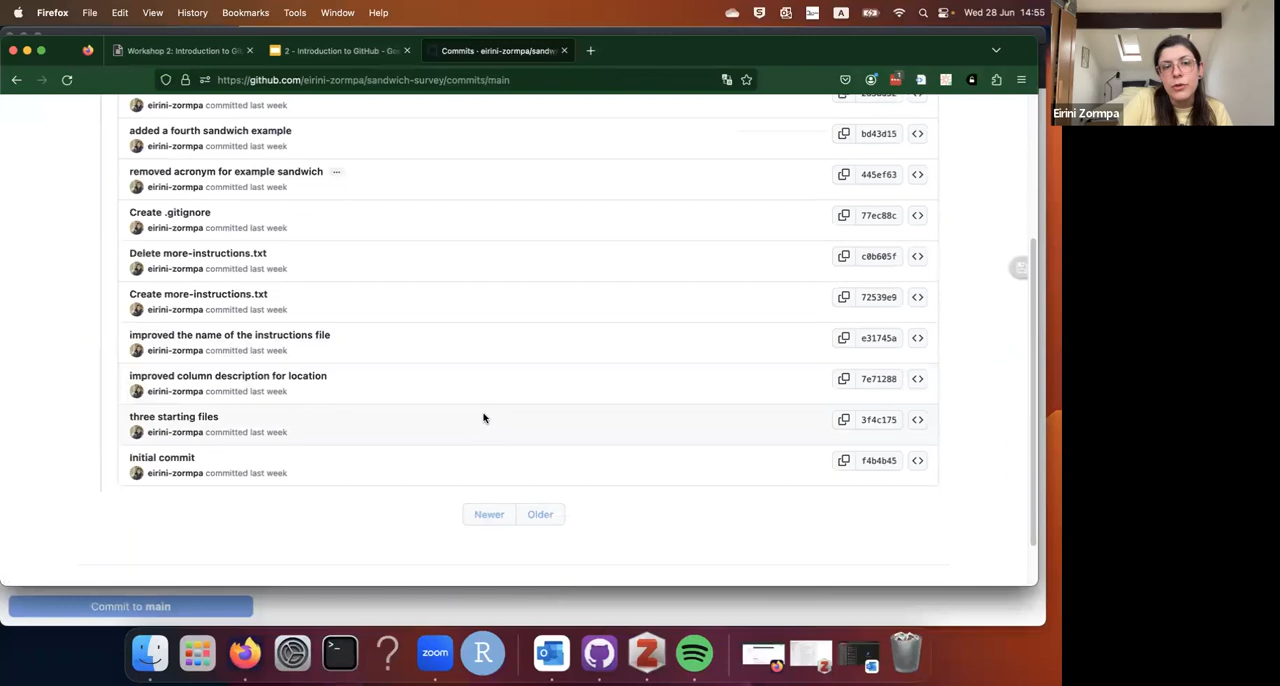 Firefox File Edit View History Bookmarks Tools Window Help
A
Wed 28 Jun 14:55
Workshop 2: Introduction to Git
2 - Introduction to GitHub - Goo
Commits · eirini-zormpa/sandw
https://github.com/eirini-zormpa/sandwich-survey/commits/main
Eirini Zormpa
eirini-zormpa committed last week
added a fourth sandwich example
bd43d15
eirini-zormpa committed last week
removed acronym for example sandwich
445ef63
eirini-zormpa committed last week
Create .gitignore
77ec88c
eirini-zormpa committed last week
Delete more-instructions.txt
c0b605f
eirini-zormpa committed last week
Create more-instructions.txt
72539e9
eirini-zormpa committed last week
improved the name of the instructions file
e31745a
eirini-zormpa committed last week
improved column description for location
7e71288
eirini-zormpa committed last week
three starting files
3f4c175
eirini-zormpa committed last week
Initial commit
f4b4b45
eirini-zormpa committed last week
Newer Older
Commit to main
zoom
R
Z